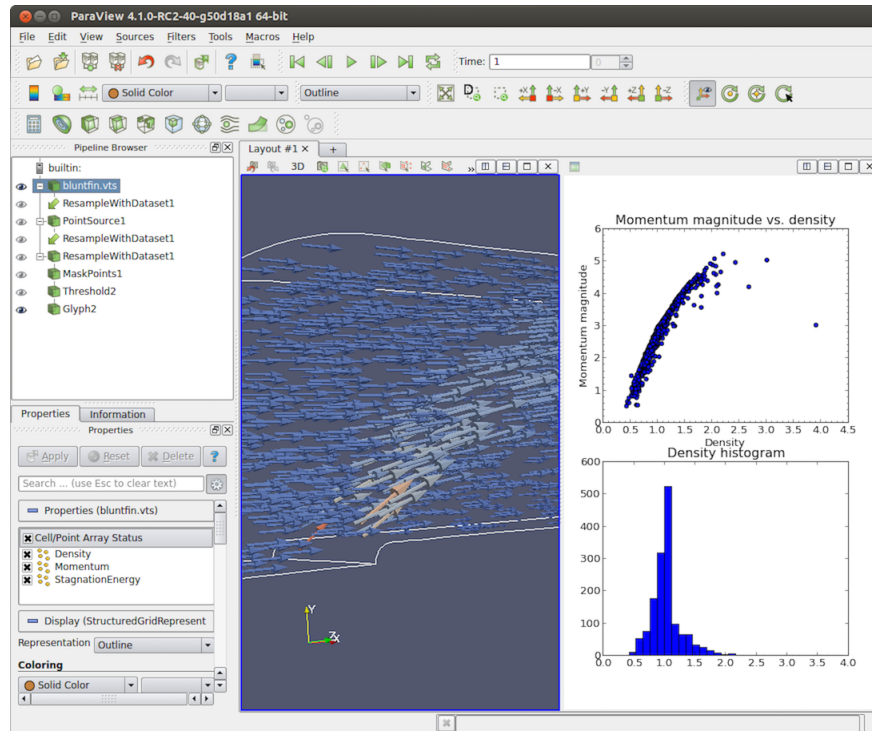 ParaView 4.1.0-RC2-40-g50d18a1 64-bit
File Edit View Sources Filters Tools Macros Help
Time: 1 0
Solid Color Outline +X -X +Y -Y +Z -Z
Pipeline Browser
builtin:
bluntfin.vts
ResampleWithDataset1
PointSource1
ResampleWithDataset1
ResampleWithDataset1
MaskPoints1
Threshold2
Glyph2
Properties Information
Properties
Apply Reset Delete ?
Search ... (use Esc to clear text)
Properties (bluntfin.vts)
Cell/Point Array Status
Density
Momentum
StagnationEnergy
Display (StructuredGridRepresent
Representation Outline
Coloring
Solid Color
Layout #1 × +
3D »
Y
Z X
Momentum magnitude vs. density
Momentum magnitude
6
5
4
3
2
1
0
0.0 0.5 1.0 1.5 2.0 2.5 3.0 3.5 4.0 4.5
Density
Density histogram
600
500
400
300
200
100
0
0.0 0.5 1.0 1.5 2.0 2.5 3.0 3.5 4.0